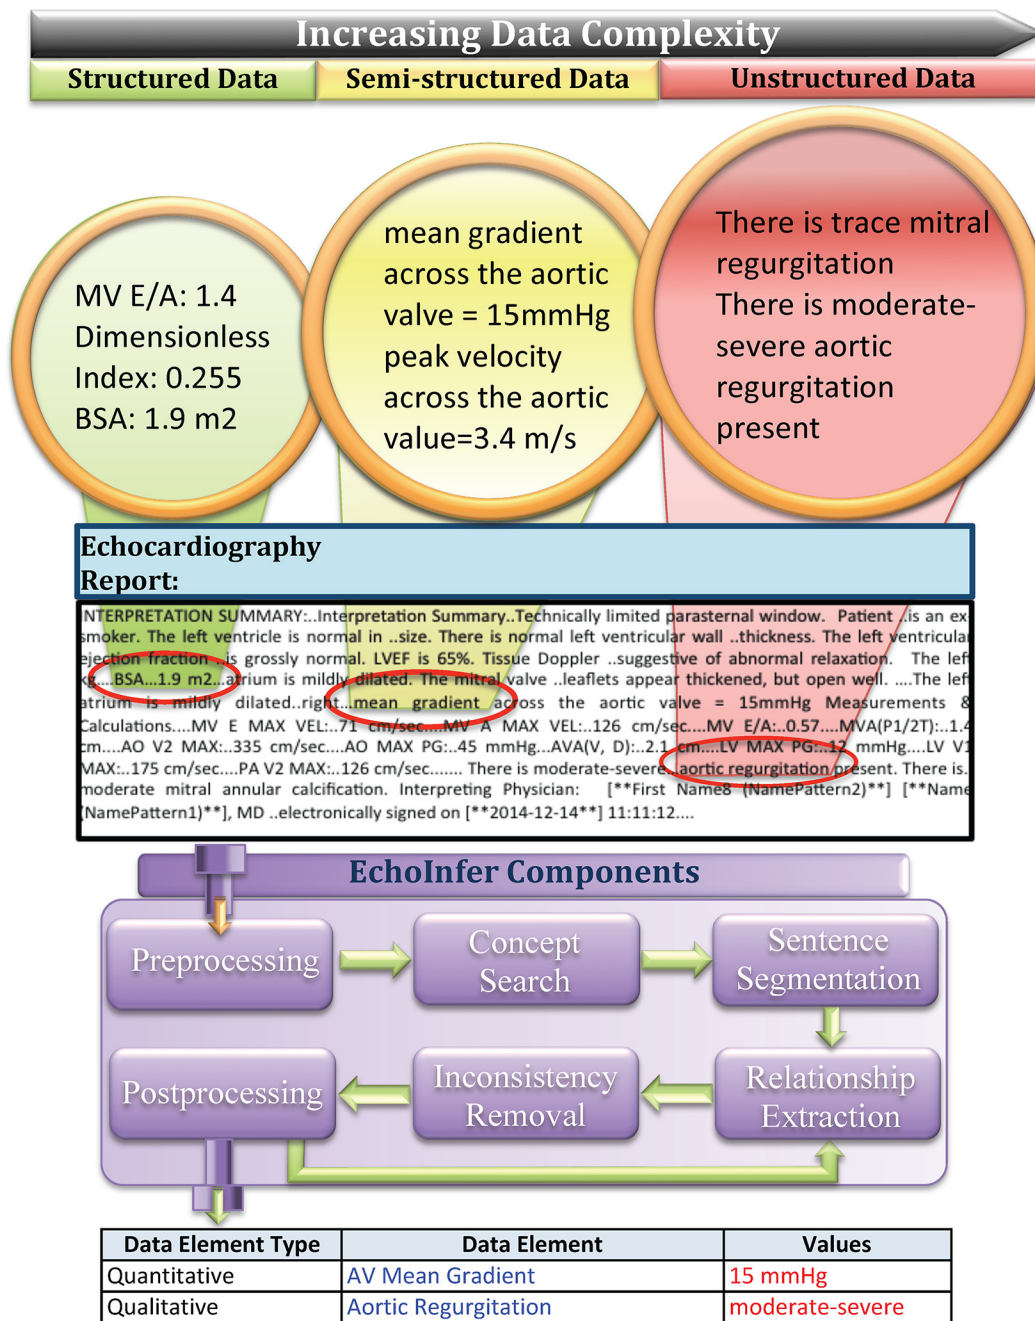 Increasing Data Complexity
Structured Data
Semi-structured Data
Unstructured Data
MV E/A: 1.4
Dimensionless
Index: 0.255
BSA: 1.9 m2
mean gradient
across the aortic
valve = 15mmHg
peak velocity
across the aortic
value=3.4 m/s
There is trace mitral
regurgitation
There is moderate-
severe aortic
regurgitation
present
Echocardiography
Report:
INTERPRETATION SUMMARY:..Interpretation Summary..Technically limited parasternal window. Patient ..is an ex-
smoker. The left ventricle is normal in ..size. There is normal left ventricular wall ..thickness. The left ventricular
ejection fraction ..is grossly normal. LVEF is 65%. Tissue Doppler ..suggestive of abnormal relaxation. The left
kg....BSA...1.9 m2...atrium is mildly dilated. The mitral valve ..leaflets appear thickened, but open well. ....The left
atrium is mildly dilated..right...mean gradient across the aortic valve = 15mmHg Measurements &
Calculations....MV E MAX VEL:..71 cm/sec....MV A MAX VEL:..126 cm/sec....MV E/A:..0.57....MVA(P1/2T):..1.4
cm....AO V2 MAX:..335 cm/sec....AO MAX PG:..45 mmHg...AVA(V, D):..2.1 cm....LV MAX PG:..12 mmHg....LV V1
MAX:..175 cm/sec....PA V2 MAX:..126 cm/sec....... There is moderate-severe..aortic regurgitation present. There is.
moderate mitral annular calcification. Interpreting Physician: [**First Name8 (NamePattern2)**] [**Name
(NamePattern1)**], MD ..electronically signed on [**2014-12-14**] 11:11:12....
EchoInfer Components
Preprocessing
Concept
Search
Sentence
Segmentation
Postprocessing
Inconsistency
Removal
Relationship
Extraction
Data Element Type Data Element Values
Quantitative AV Mean Gradient 15 mmHg
Qualitative Aortic Regurgitation moderate-severe